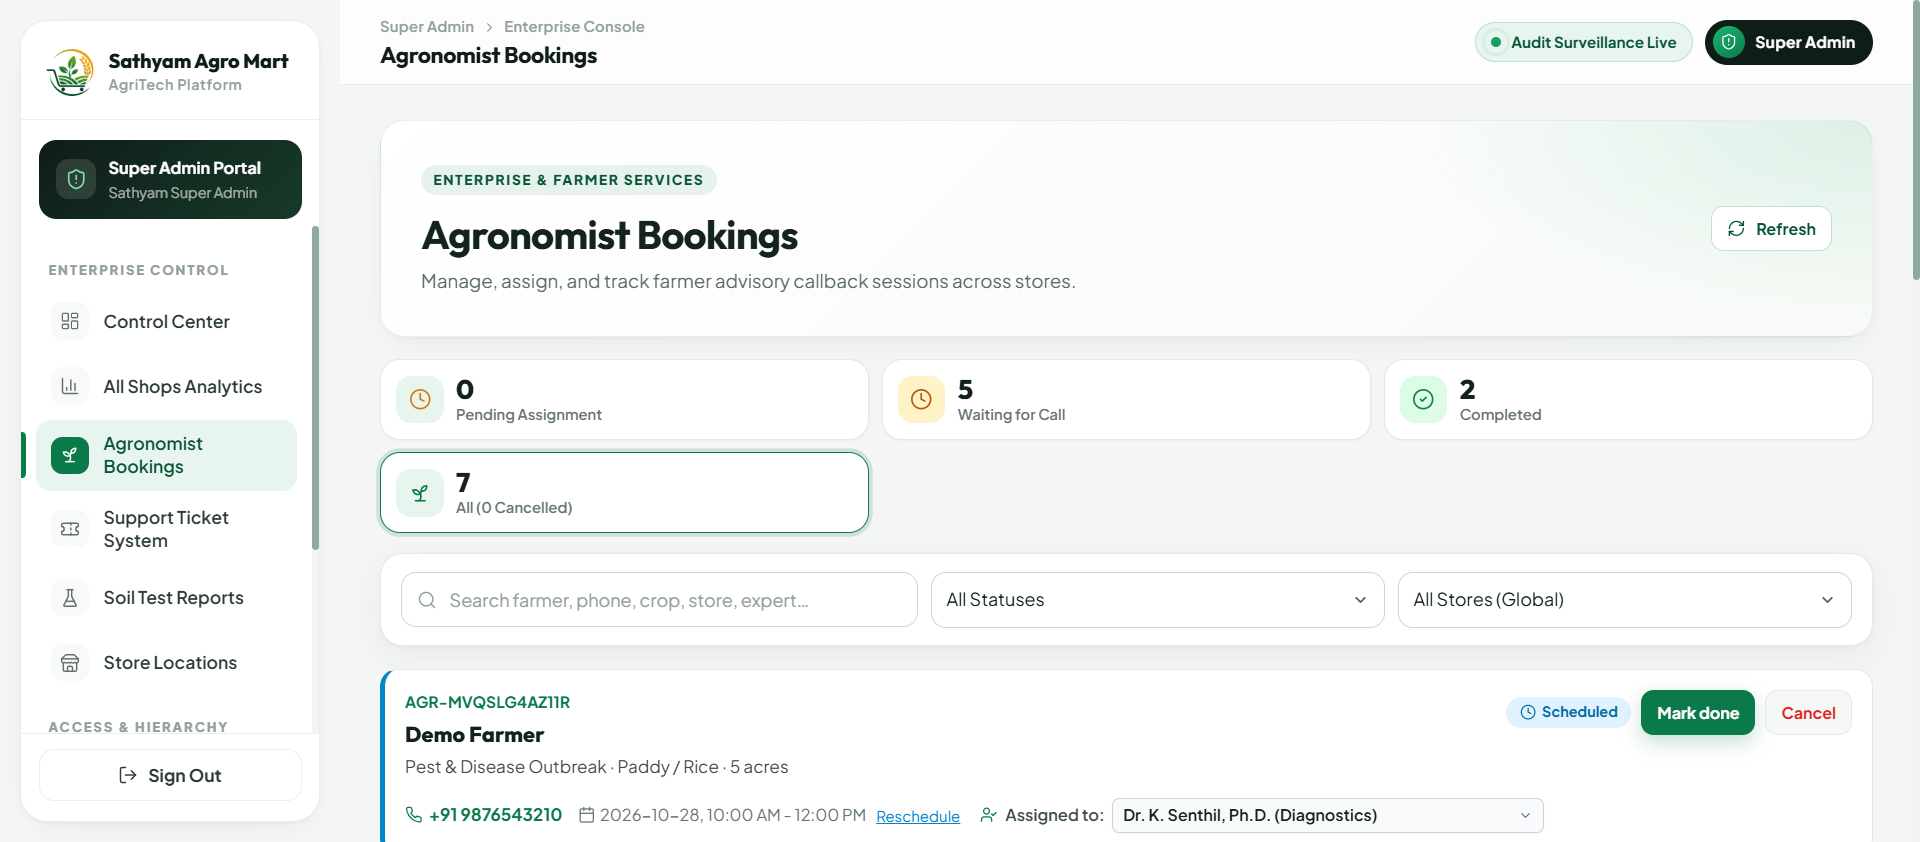 Sathyam Agro Mart
AgriTech Platform
Super Admin Portal
Sathyam Super Admin
ENTERPRISE CONTROL
Control Center
All Shops Analytics
Agronomist
Bookings
Support Ticket
System
Soil Test Reports
Store Locations
ACCESS & HIERARCHY
Sign Out
Super Admin > Enterprise Console
Agronomist Bookings
Audit Surveillance Live
Super Admin
ENTERPRISE & FARMER SERVICES
Agronomist Bookings
Manage, assign, and track farmer advisory callback sessions across stores.
Refresh
0
Pending Assignment
5
Waiting for Call
2
Completed
7
All (0 Cancelled)
Search farmer, phone, crop, store, expert...
All Statuses
All Stores (Global)
AGR-MVQSLG4AZ11R
Scheduled
Mark done
Cancel
Demo Farmer
Pest & Disease Outbreak · Paddy / Rice · 5 acres
+91 9876543210 2026-10-28, 10:00 AM - 12:00 PM Reschedule Assigned to: Dr. K. Senthil, Ph.D. (Diagnostics)